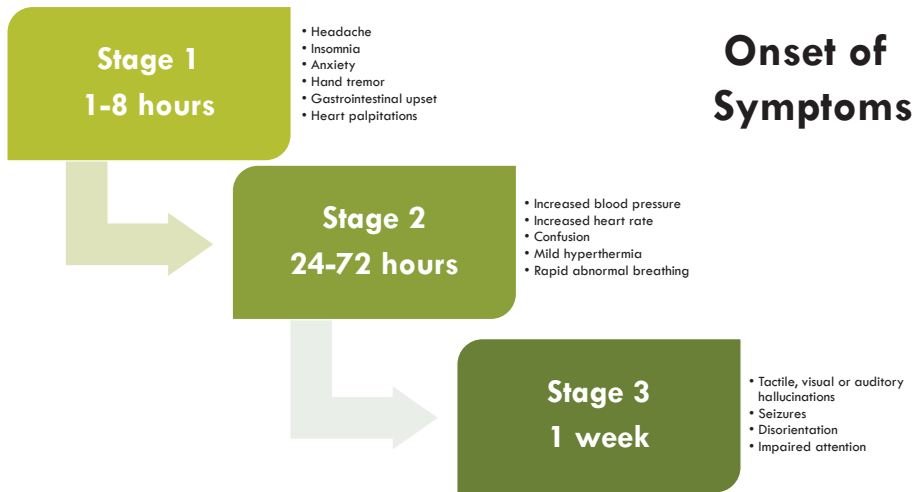 Onset of
Symptoms
Stage 1
1-8 hours
• Headache
• Insomnia
• Anxiety
• Hand tremor
• Gastrointestinal upset
• Heart palpitations
Stage 2
24-72 hours
• Increased blood pressure
• Increased heart rate
• Confusion
• Mild hyperthermia
• Rapid abnormal breathing
Stage 3
1 week
• Tactile, visual or auditory
hallucinations
• Seizures
• Disorientation
• Impaired attention